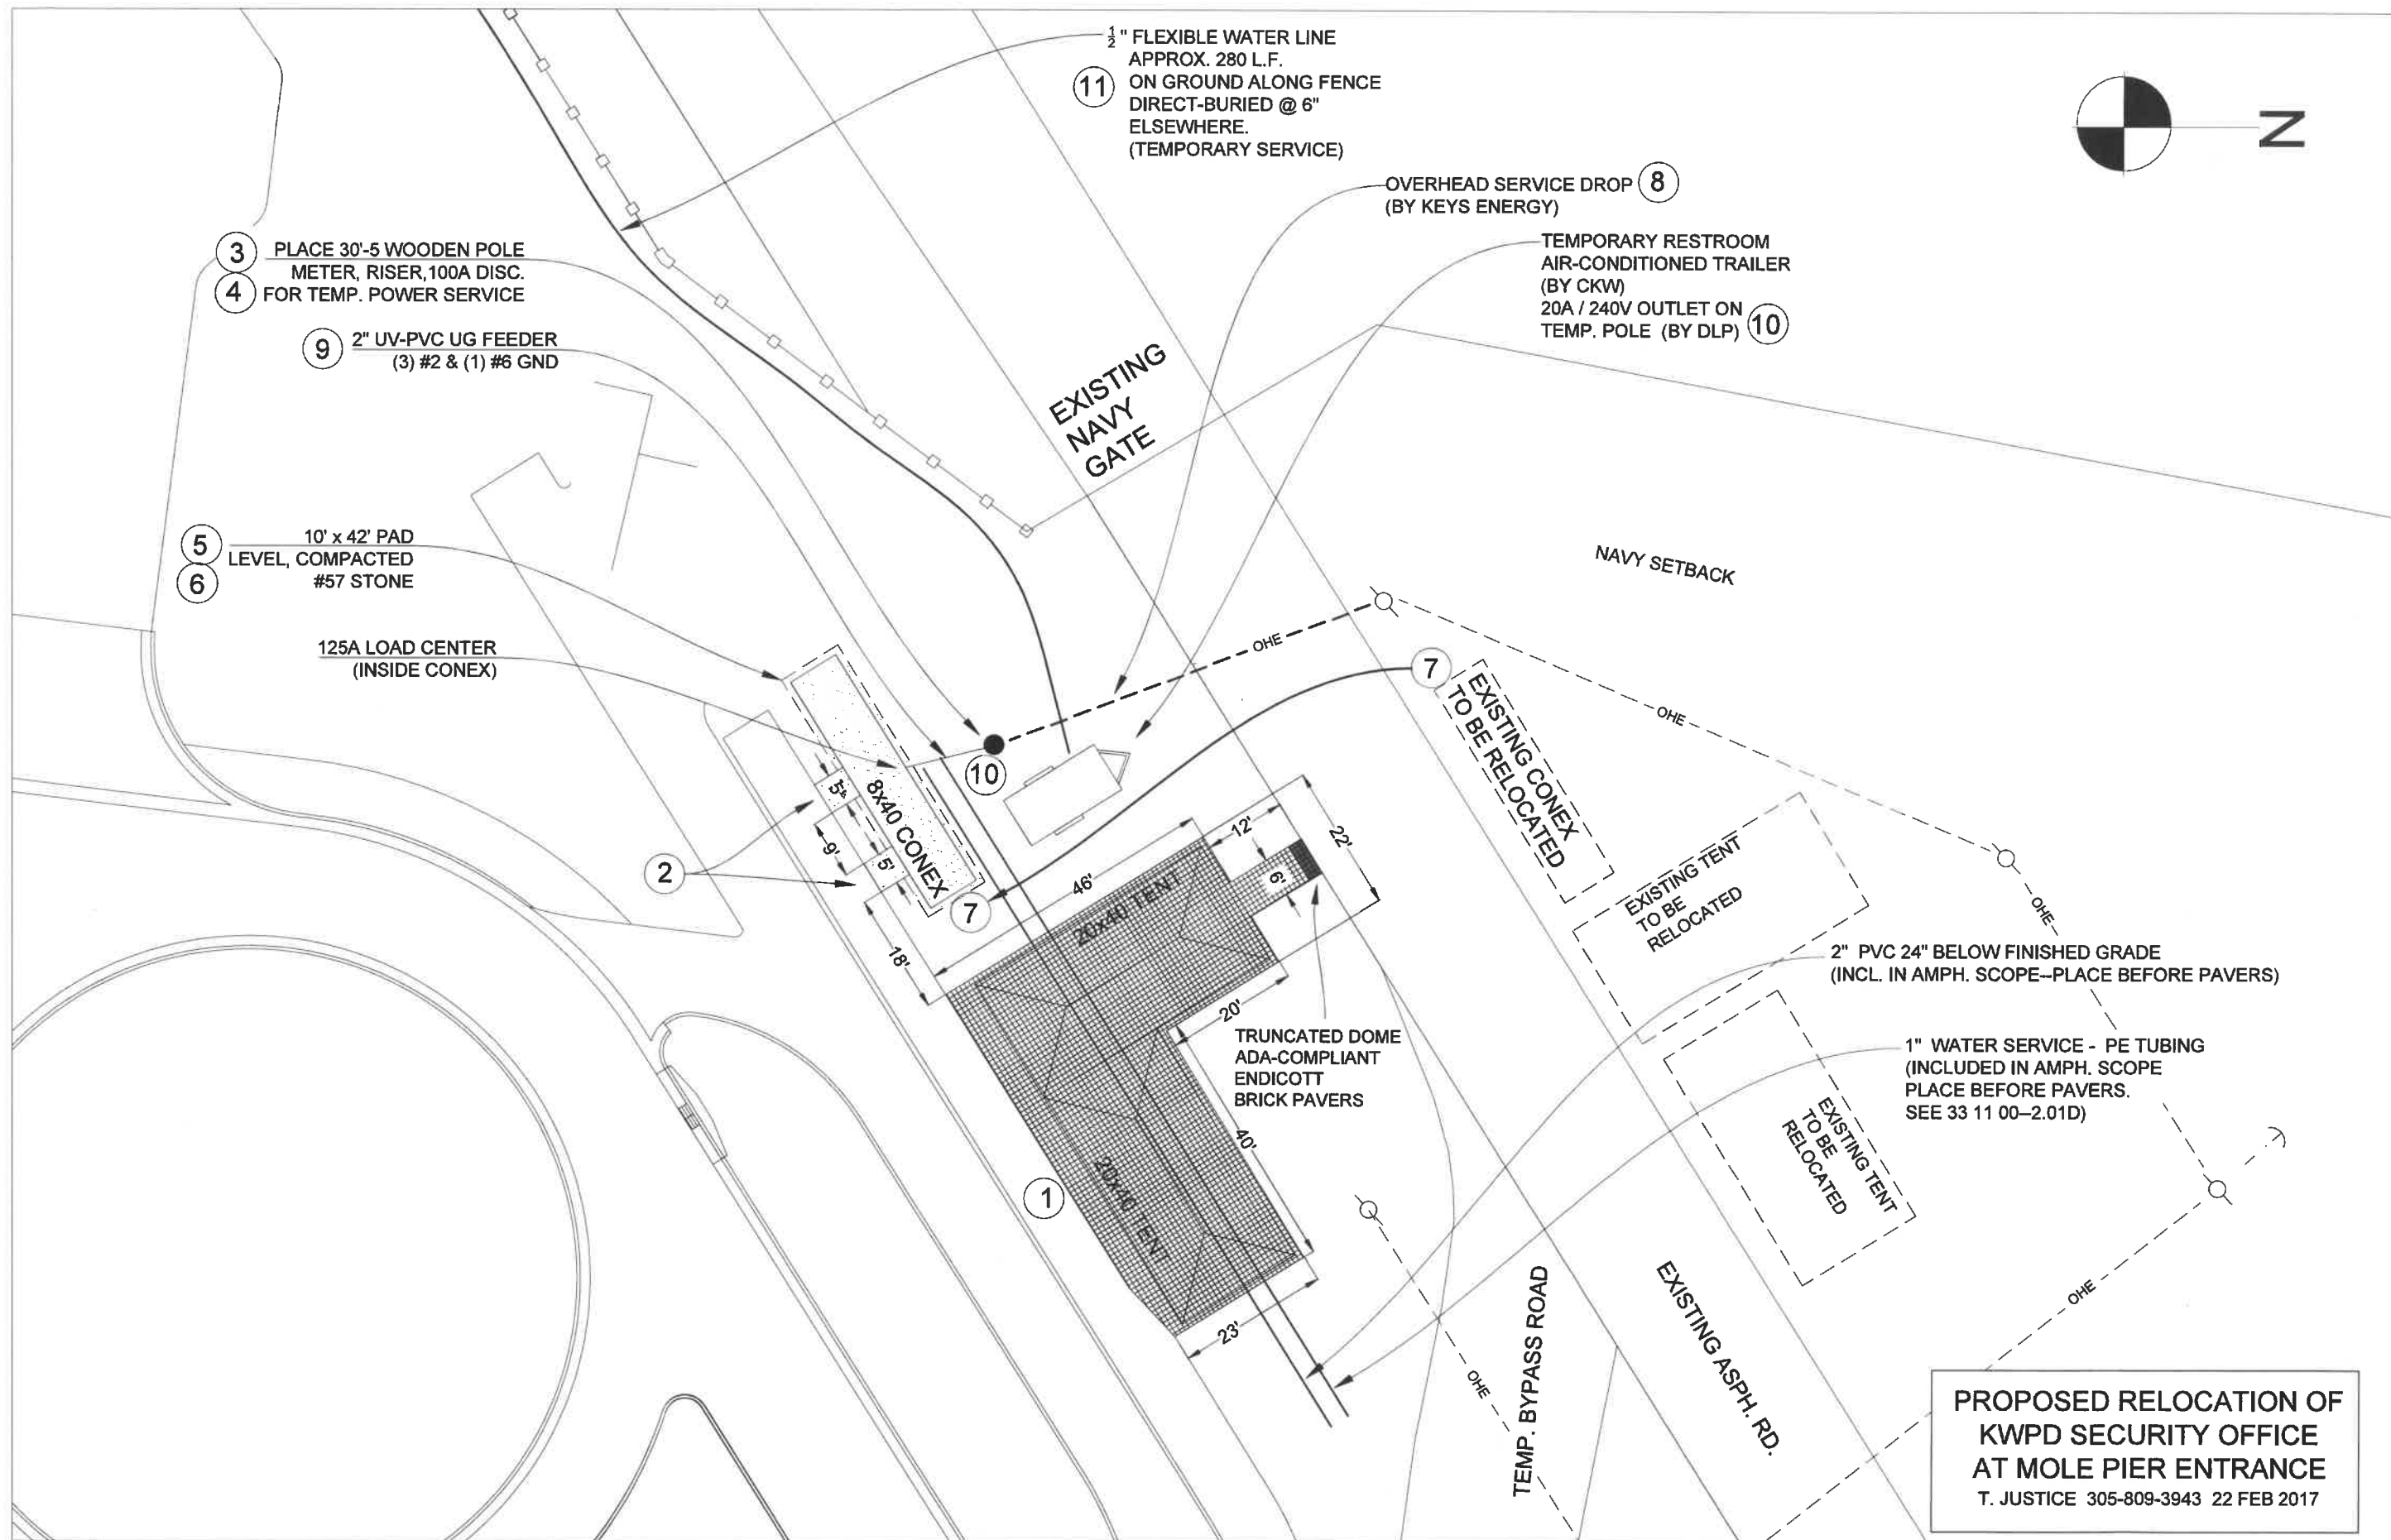 ½" FLEXIBLE WATER LINE
APPROX. 280 L.F.
11 ON GROUND ALONG FENCE
DIRECT-BURIED @ 6"
ELSEWHERE.
(TEMPORARY SERVICE)
N
OVERHEAD SERVICE DROP 8
(BY KEYS ENERGY)
3 PLACE 30'-5 WOODEN POLE
METER, RISER,100A DISC.
4 FOR TEMP. POWER SERVICE
TEMPORARY RESTROOM
AIR-CONDITIONED TRAILER
(BY CKW)
20A / 240V OUTLET ON
TEMP. POLE (BY DLP) 10
9 2" UV-PVC UG FEEDER
(3) #2 & (1) #6 GND
EXISTING
NAVY
GATE
5 10' x 42' PAD
LEVEL, COMPACTED
6 #57 STONE
NAVY SETBACK
125A LOAD CENTER
(INSIDE CONEX)
OHE
7
EXISTING CONEX
TO BE RELOCATED
OHE
10
8x40 CONEX
5'
9'
5'
2
7
18'
46'
12'
22'
6'
20x40 TENT
EXISTING TENT
TO BE
RELOCATED
OHE
2" PVC 24" BELOW FINISHED GRADE
(INCL. IN AMPH. SCOPE--PLACE BEFORE PAVERS)
20'
TRUNCATED DOME
ADA-COMPLIANT
ENDICOTT
BRICK PAVERS
1" WATER SERVICE - PE TUBING
(INCLUDED IN AMPH. SCOPE
PLACE BEFORE PAVERS.
SEE 33 11 00--2.01D)
EXISTING TENT
TO BE
RELOCATED
40'
20x40 TENT
1
23'
OHE
OHE
TEMP. BYPASS ROAD
EXISTING ASPH. RD.
PROPOSED RELOCATION OF
KWPD SECURITY OFFICE
AT MOLE PIER ENTRANCE
T. JUSTICE 305-809-3943 22 FEB 2017